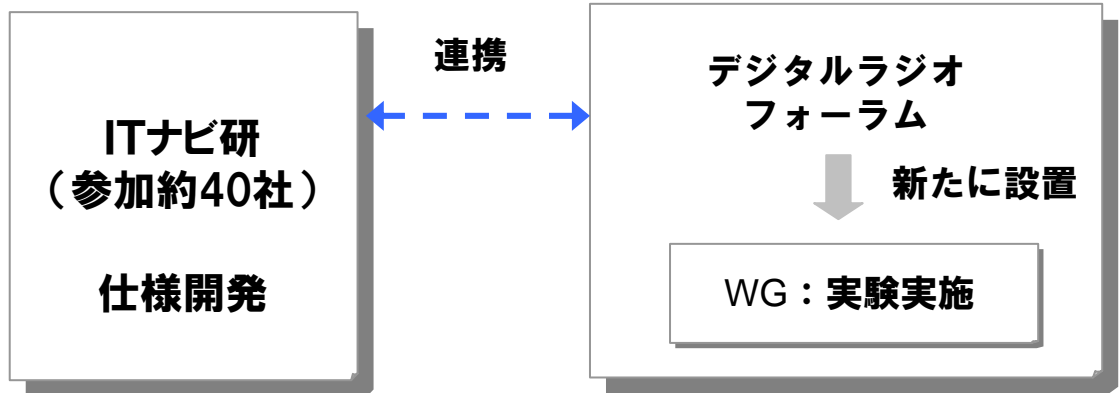 連携
ITナビ研
（参加約40社）
仕様開発
デジタルラジオ
フォーラム
新たに設置
WG：実験実施